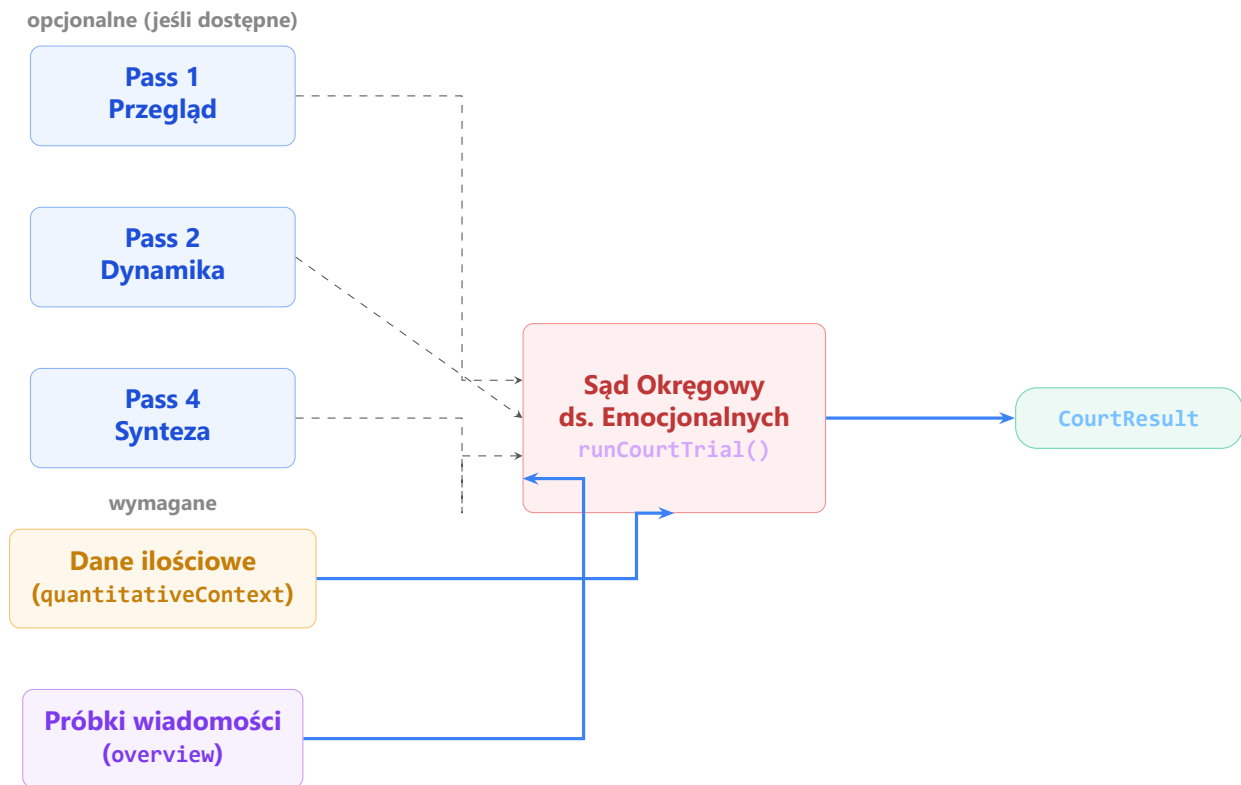 opcjonalne (jeśli dostępne)
Pass 1
Przegląd
Pass 2
Dynamika
Pass 4
Synteza
wymagane
Dane ilościowe
(quantitativeContext)
Próbki wiadomości
(overview)
Sąd Okręgowy
ds. Emocjonalnych
runCourtTrial()
CourtResult